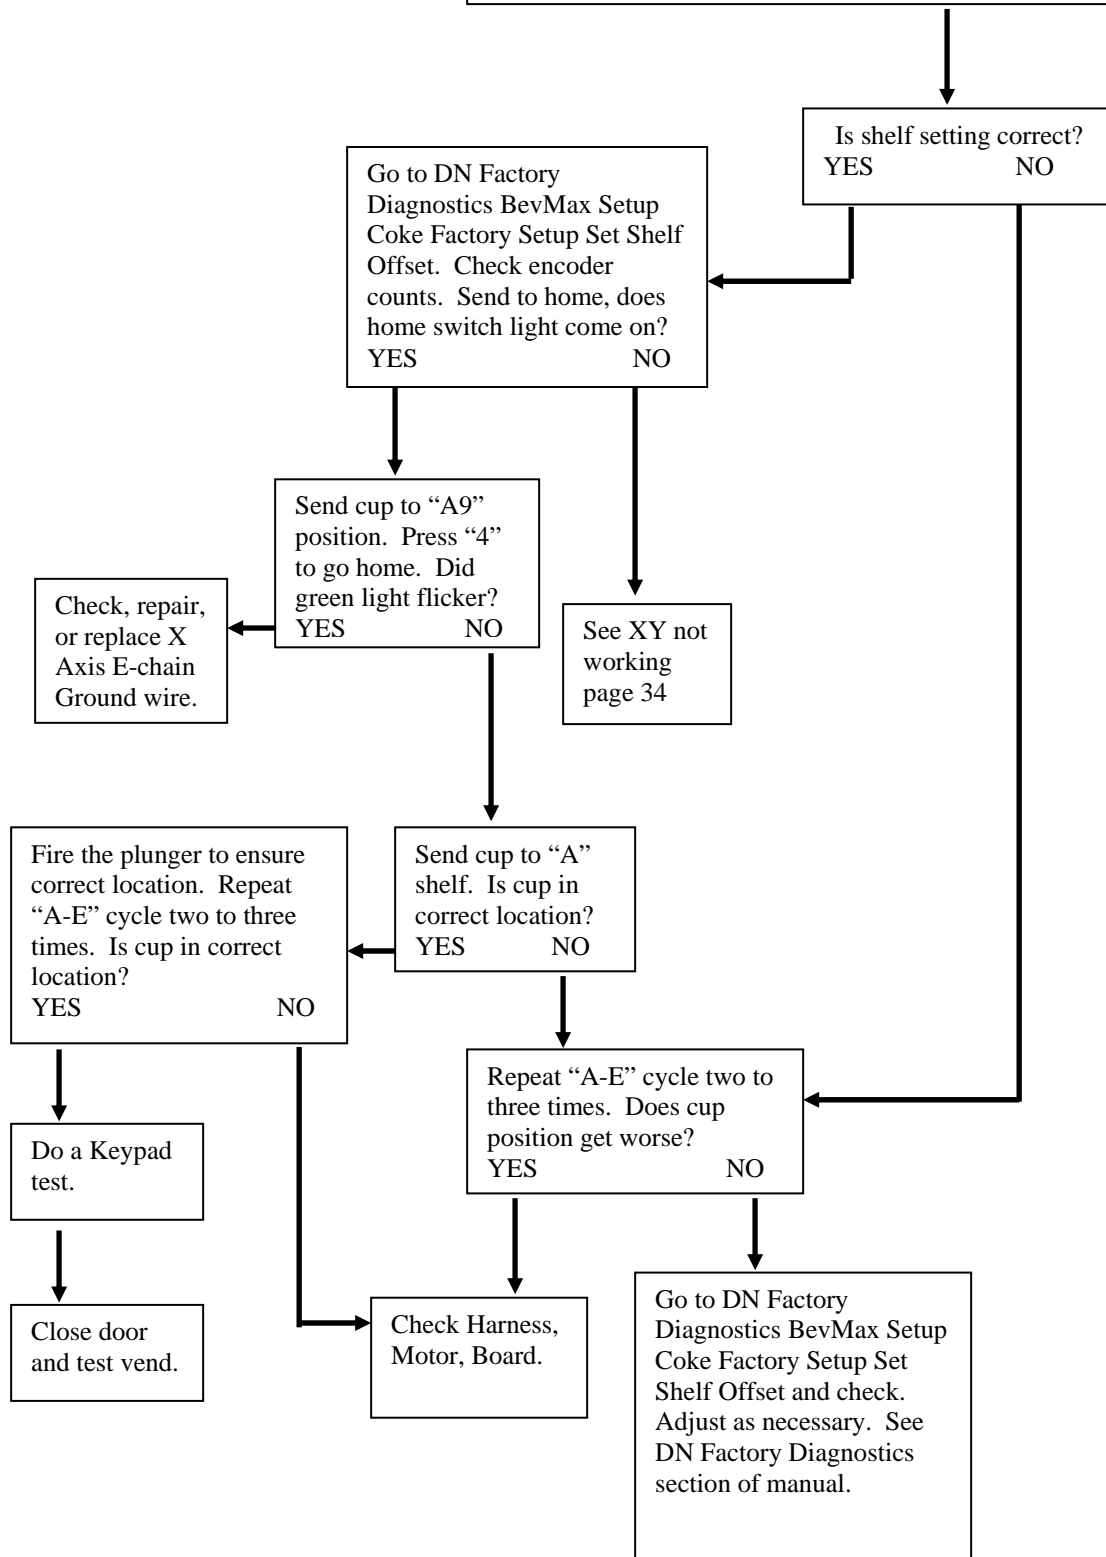 Is shelf setting correct?
YES NO
Go to DN Factory
Diagnostics BevMax Setup
Coke Factory Setup Set Shelf
Offset. Check encoder
counts. Send to home, does
home switch light come on?
YES NO
Send cup to “A9”
position. Press “4”
to go home. Did
green light flicker?
YES NO
Check, repair,
or replace X
Axis E-chain
Ground wire.
See XY not
working
page 34
Fire the plunger to ensure
correct location. Repeat
“A-E” cycle two to three
times. Is cup in correct
location?
YES NO
Send cup to “A”
shelf. Is cup in
correct location?
YES NO
Repeat “A-E” cycle two to
three times. Does cup
position get worse?
YES NO
Do a Keypad
test.
Close door
and test vend.
Check Harness,
Motor, Board.
Go to DN Factory
Diagnostics BevMax Setup
Coke Factory Setup Set
Shelf Offset and check.
Adjust as necessary. See
DN Factory Diagnostics
section of manual.